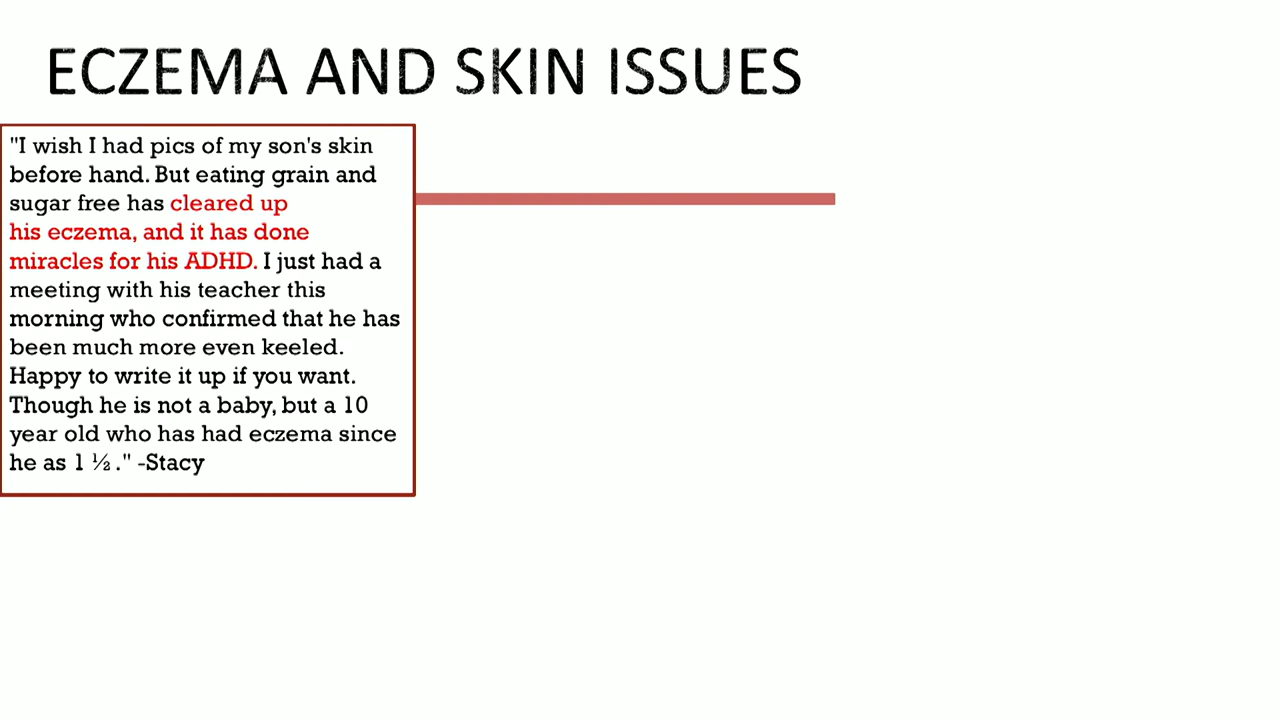 ECZEMA AND SKIN ISSUES
"I wish I had pics of my son's skin
before hand. But eating grain and
sugar free has cleared up
his eczema, and it has done
miracles for his ADHD. I just had a
meeting with his teacher this
morning who confirmed that he has
been much more even keeled.
Happy to write it up if you want.
Though he is not a baby, but a 10
year old who has had eczema since
he as 1 ½ ." -Stacy